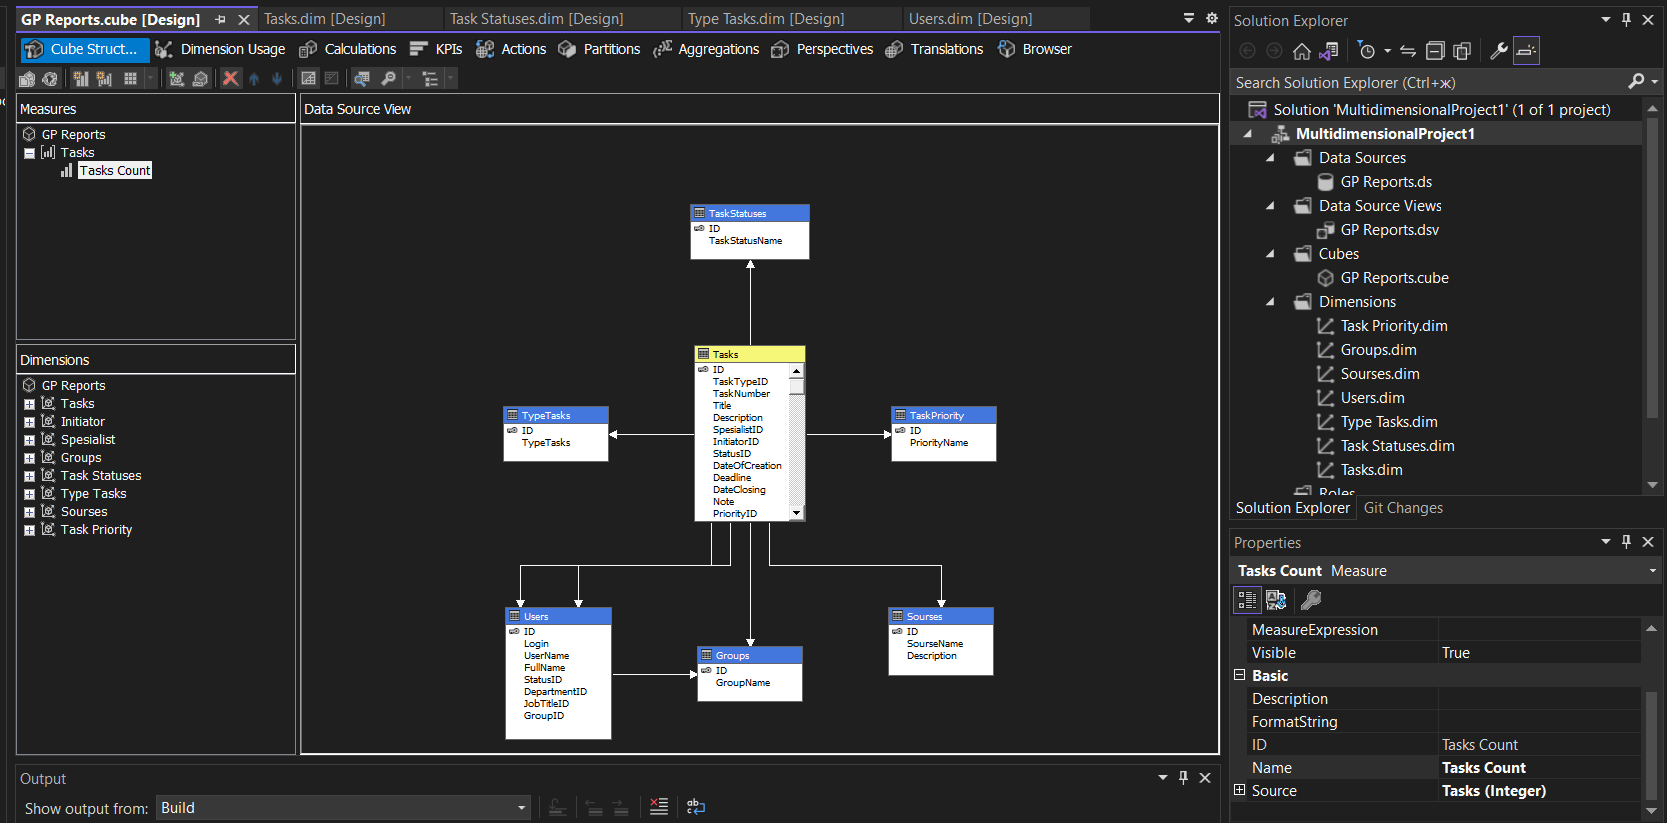 GP Reports.cube [Design]
Tasks.dim [Design]
Task Statuses.dim [Design]
Type Tasks.dim [Design]
Users.dim [Design]
Cube Struct...
Dimension Usage
Calculations
KPIs
Actions
Partitions
Aggregations
Perspectives
Translations
Browser
Measures
GP Reports
Tasks
Tasks Count
Dimensions
GP Reports
Tasks
Initiator
Spesialist
Groups
Task Statuses
Type Tasks
Sourses
Task Priority
Data Source View
TaskStatuses
ID
TaskStatusName
Tasks
ID
TaskTypeID
TaskNumber
Title
Description
SpesialistID
InitiatorID
StatusID
DateOfCreation
Deadline
DateClosing
Note
PriorityID
TypeTasks
ID
TypeTasks
TaskPriority
ID
PriorityName
Users
ID
Login
UserName
FullName
StatusID
DepartmentID
JobTitleID
GroupID
Groups
ID
GroupName
Sourses
ID
SourseName
Description
Output
Show output from:
Build
Solution Explorer
Search Solution Explorer (Ctrl+ж)
Solution 'MultidimensionalProject1' (1 of 1 project)
MultidimensionalProject1
Data Sources
GP Reports.ds
Data Source Views
GP Reports.dsv
Cubes
GP Reports.cube
Dimensions
Task Priority.dim
Groups.dim
Sourses.dim
Users.dim
Type Tasks.dim
Task Statuses.dim
Tasks.dim
Roles
Solution Explorer
Git Changes
Properties
Tasks Count Measure
MeasureExpression
Visible True
Basic
Description
FormatString
ID Tasks Count
Name Tasks Count
Source Tasks (Integer)